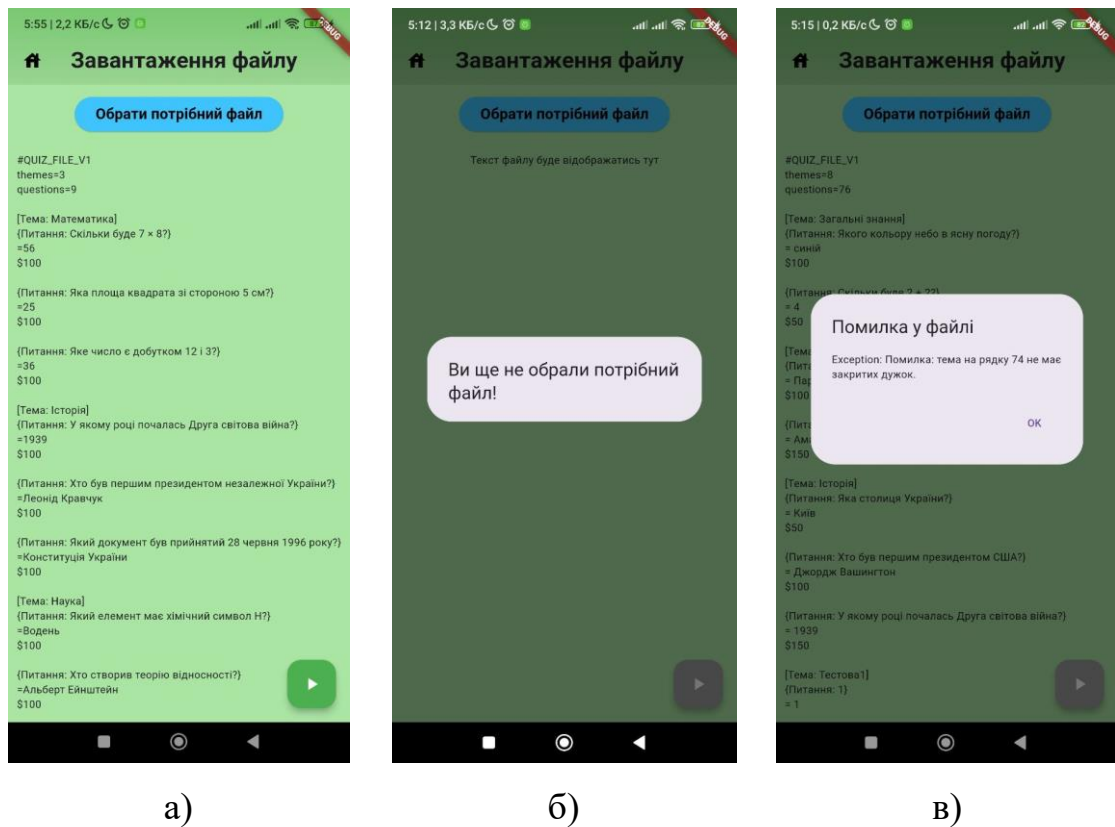 5:55 | 2,2 КБ/с
DEBUG
Завантаження файлу
Обрати потрібний файл
#QUIZ_FILE_V1
themes=3
questions=9
[Тема: Математика]
{Питання: Скільки буде 7 × 8?}
=56
$100
{Питання: Яка площа квадрата зі стороною 5 см?}
=25
$100
{Питання: Яке число є добутком 12 і 3?}
=36
$100
[Тема: Історія]
{Питання: У якому році почалась Друга світова війна?}
=1939
$100
{Питання: Хто був першим президентом незалежної України?}
=Леонід Кравчук
$100
{Питання: Який документ був прийнятий 28 червня 1996 року?}
=Конституція України
$100
[Тема: Наука]
{Питання: Який елемент має хімічний символ H?}
=Водень
$100
{Питання: Хто створив теорію відносності?}
=Альберт Ейнштейн
$100
а)
5:12 | 3,3 КБ/с
DEBUG
Завантаження файлу
Обрати потрібний файл
Текст файлу буде відображатись тут
Ви ще не обрали потрібний
файл!
б)
5:15 | 0,2 КБ/с
DEBUG
Завантаження файлу
Обрати потрібний файл
#QUIZ_FILE_V1
themes=8
questions=76
[Тема: Загальні знання]
{Питання: Якого кольору небо в ясну погоду?}
= синій
$100
{Питання: Скільки буде 2 + 2?}
= 4
$50
Помилка у файлі
Exception: Помилка: тема на рядку 74 не має
закритих дужок.
OK
$100
$150
[Тема: Історія]
{Питання: Яка столиця України?}
= Київ
$50
{Питання: Хто був першим президентом США?}
= Джордж Вашингтон
$100
{Питання: У якому році почалась Друга світова війна?}
= 1939
$150
[Тема: Тестова1]
{Питання: 1}
= 1
в)